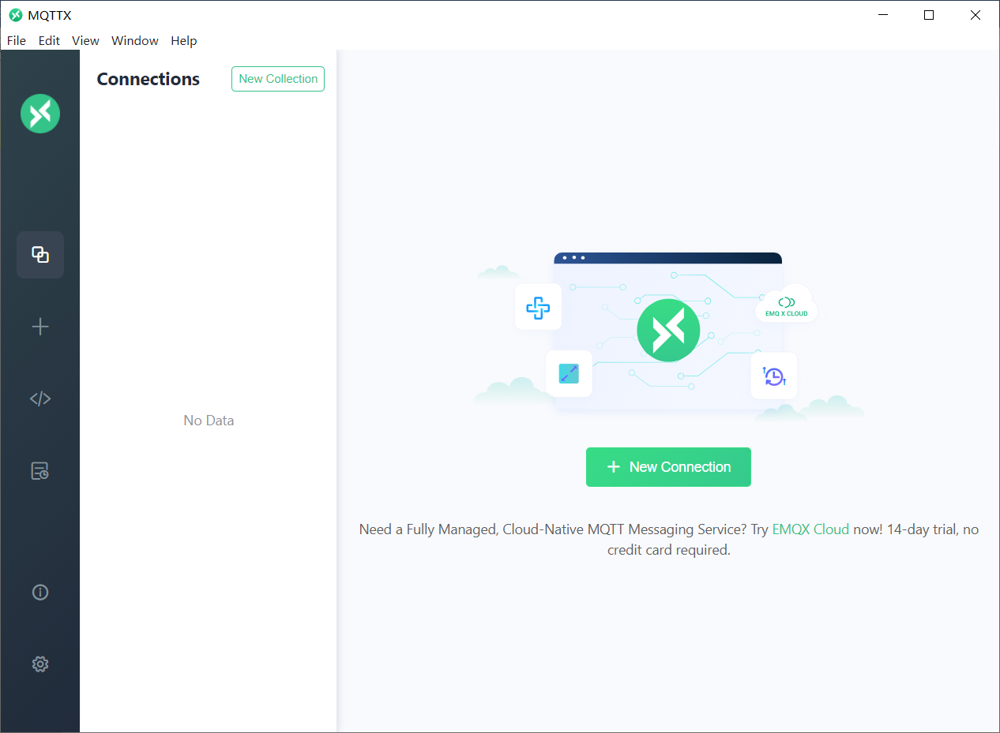 MQTTX
File Edit View Window Help
Connections
New Collection
No Data
EMQ X CLOUD
New Connection
Need a Fully Managed, Cloud-Native MQTT Messaging Service? Try EMQX Cloud now! 14-day trial, no
credit card required.